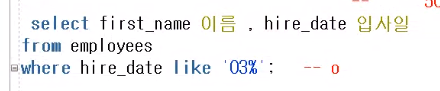 select first_name 이름 , hire_date 입사일
from employees
where hire_date like '03%'; -- o